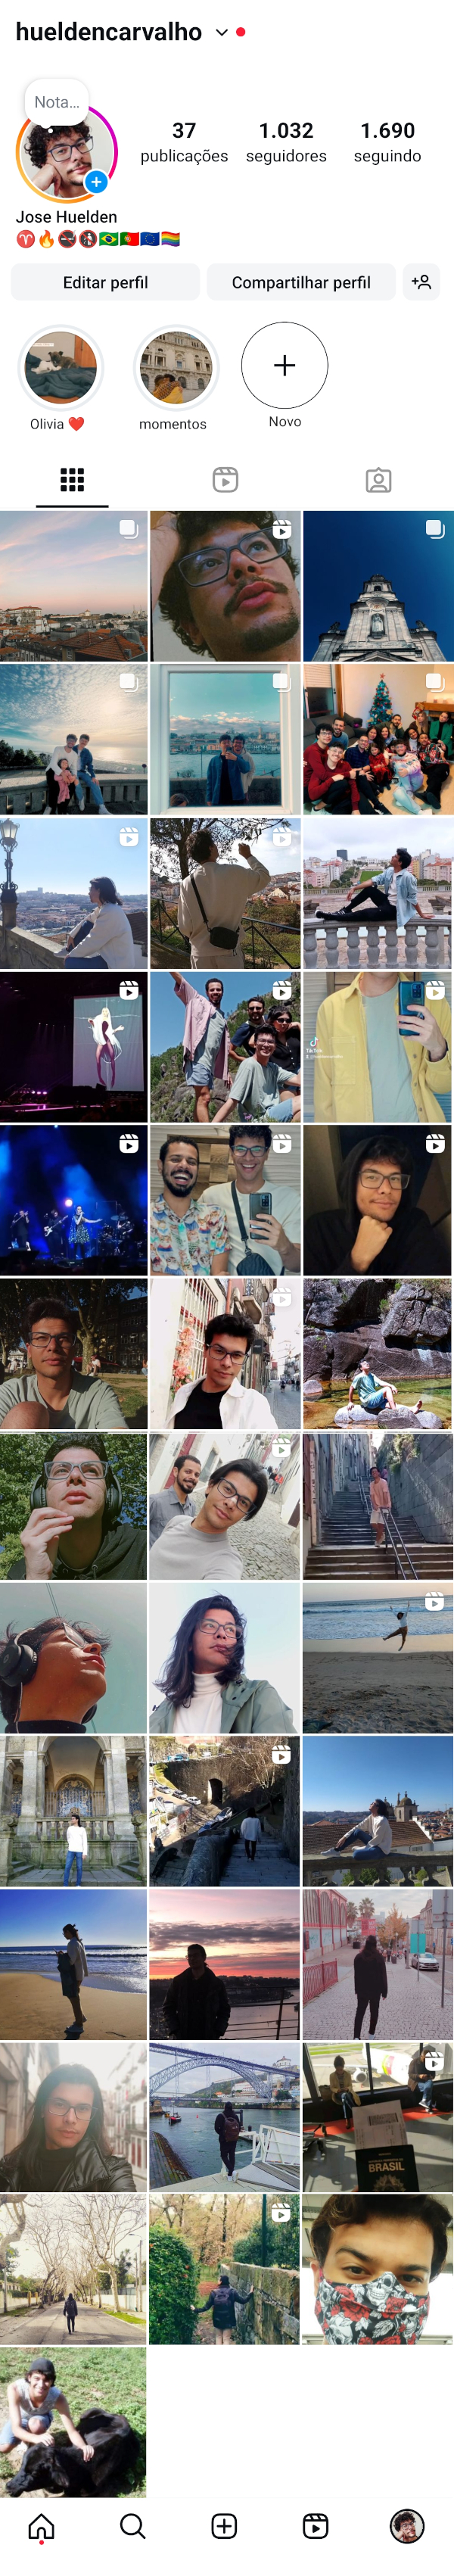 hueldencarvalho
Nota...
37 1.032 1.690
publicações seguidores seguindo
Jose Huelden
♈🔥🚭🚷🇧🇷🇵🇹🇪🇺🏳️‍🌈
Editar perfil Compartilhar perfil
Olivia ❤️ momentos Novo
TikTok
BRASIL